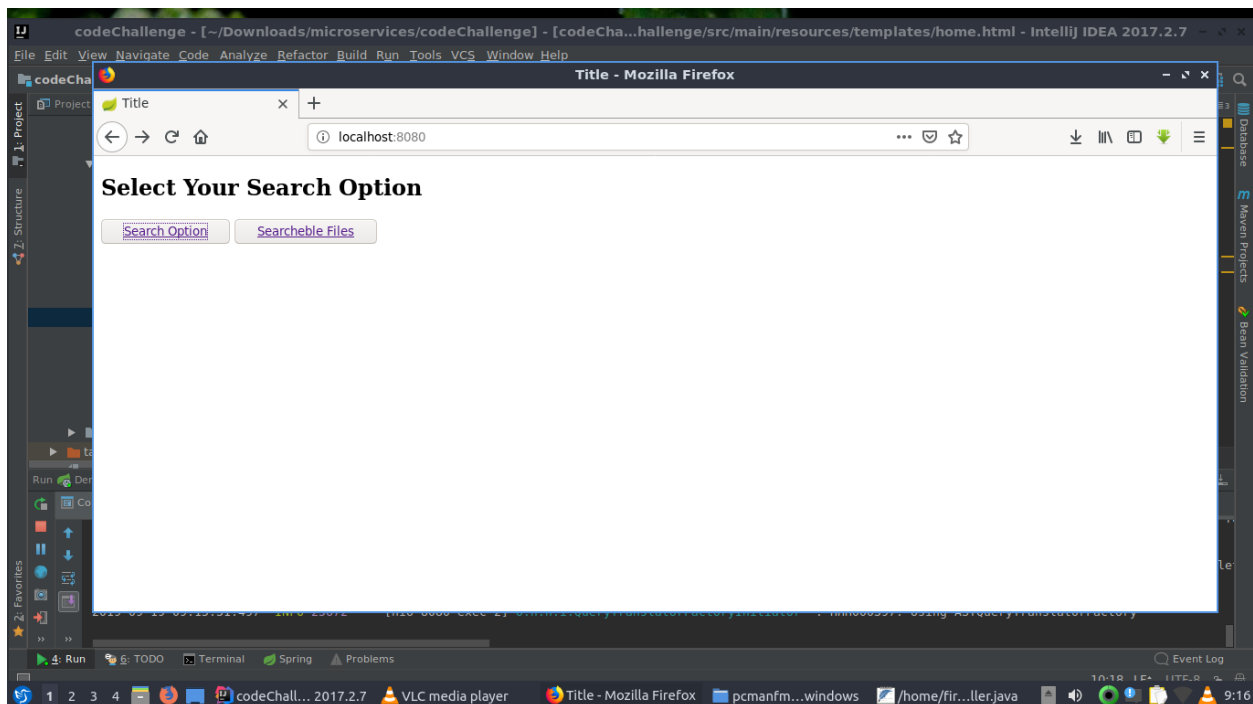 codeChallenge - [~/Downloads/microservices/codeChallenge] - [codeCha...hallenge/src/main/resources/templates/home.html - IntelliJ IDEA 2017.2.7
File Edit View Navigate Code Analyze Refactor Build Run Tools VCS Window Help
codeCha
Title - Mozilla Firefox
1: Project
Project
Title
localhost:8080
Select Your Search Option
Search Option
Searcheble Files
Z: Structure
2: Favorites
Database
Maven Projects
Bean Validation
Run
4: Run
6: TODO
Terminal
Spring
Problems
Event Log
10:18
UTF-8
1 2 3 4
codeChall... 2017.2.7
VLC media player
Title - Mozilla Firefox
pcmanfm...windows
/home/fir...ller.java
9:16